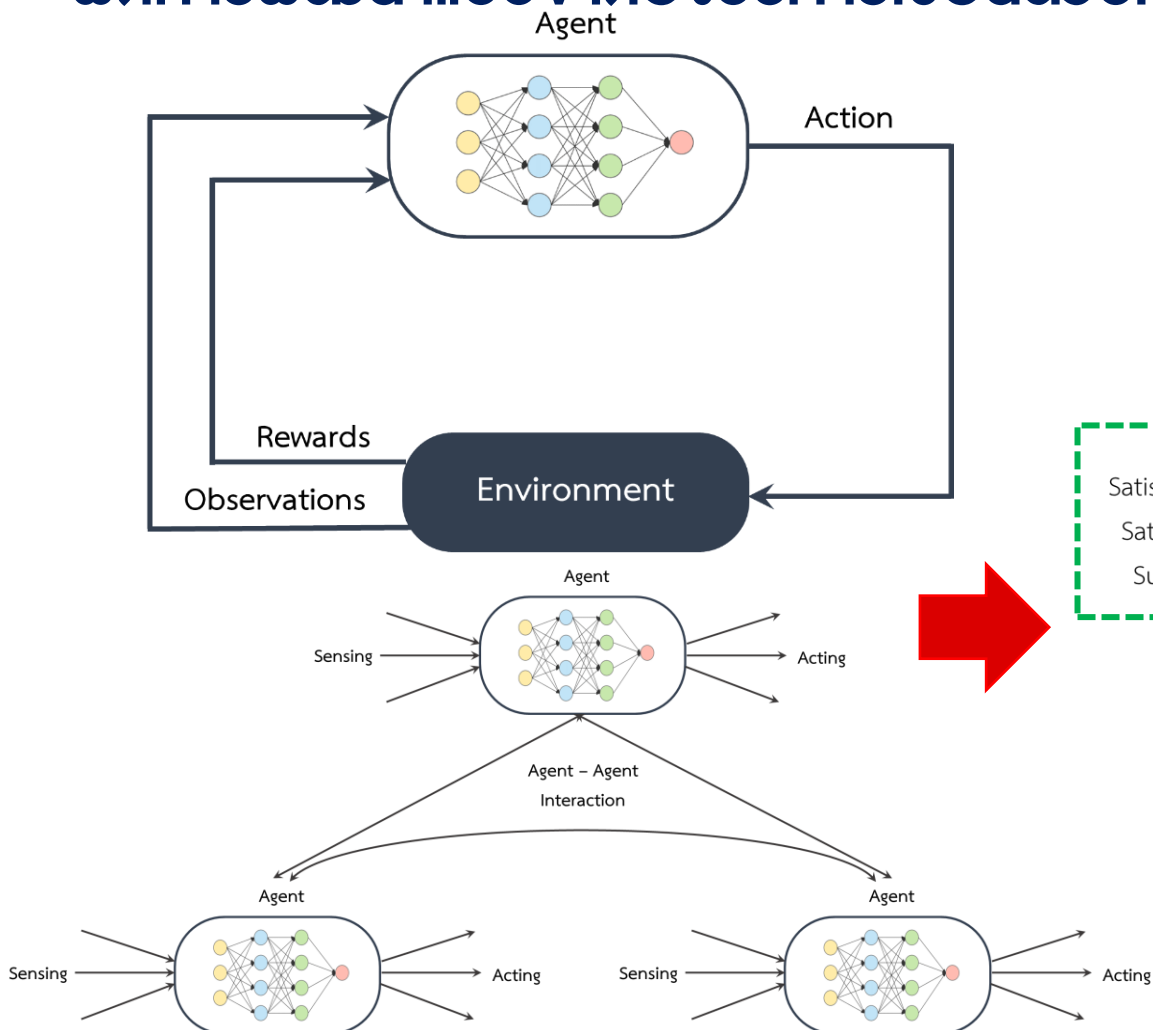 Agent
Action
Rewards
Observations
Environment
Agent
Sensing
Acting
Agent – Agent
Interaction
Agent
Agent
Sensing
Acting
Sensing
Acting